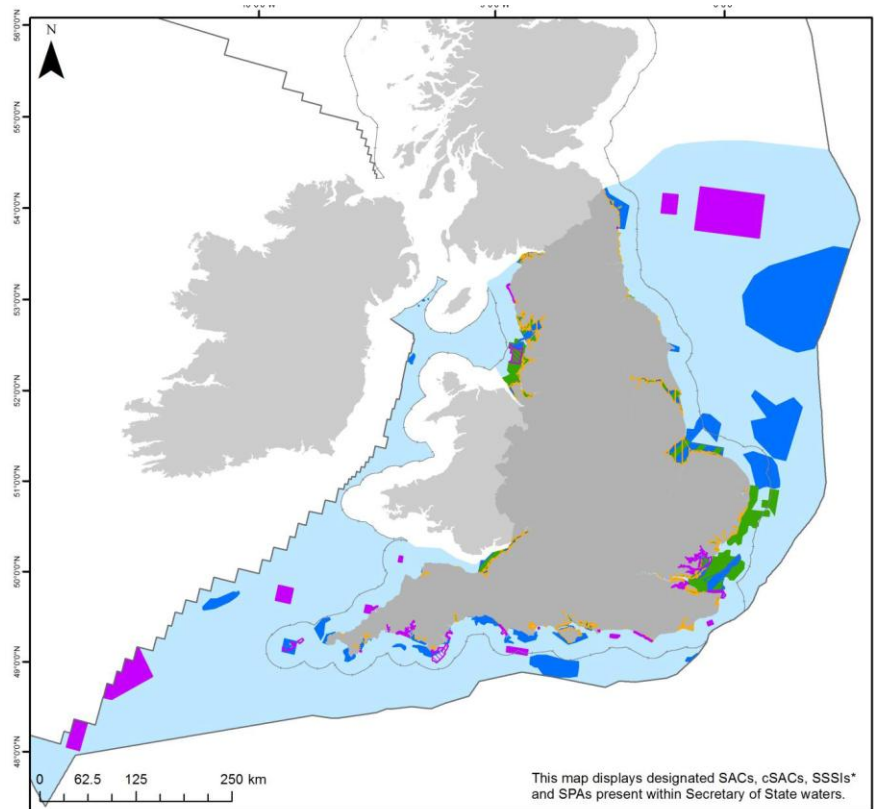 N
56°0'0"N
55°0'0"N
54°0'0"N
53°0'0"N
52°0'0"N
51°0'0"N
50°0'0"N
49°0'0"N
48°0'0"N
0 62.5 125 250 km
This map displays designated SACs, cSACs, SSSIs*
and SPAs present within Secretary of State waters.